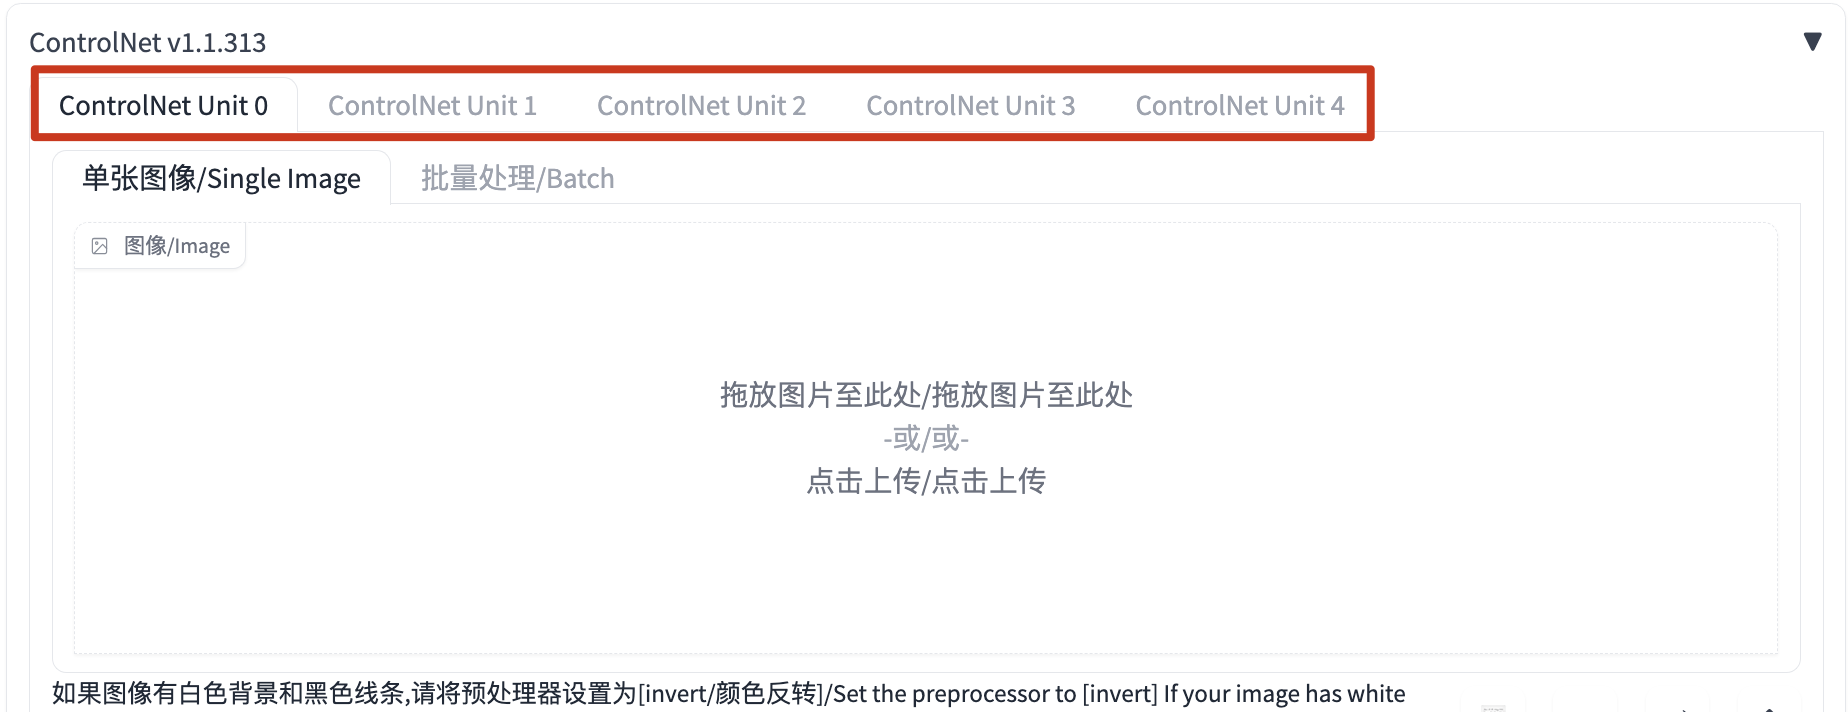 ControlNet v1.1.313
ControlNet Unit 0 ControlNet Unit 1 ControlNet Unit 2 ControlNet Unit 3 ControlNet Unit 4
单张图像/Single Image 批量处理/Batch
图像/Image
拖放图片至此处/拖放图片至此处
-或/或-
点击上传/点击上传
如果图像有白色背景和黑色线条,请将预处理器设置为[invert/颜色反转]/Set the preprocessor to [invert] If your image has white